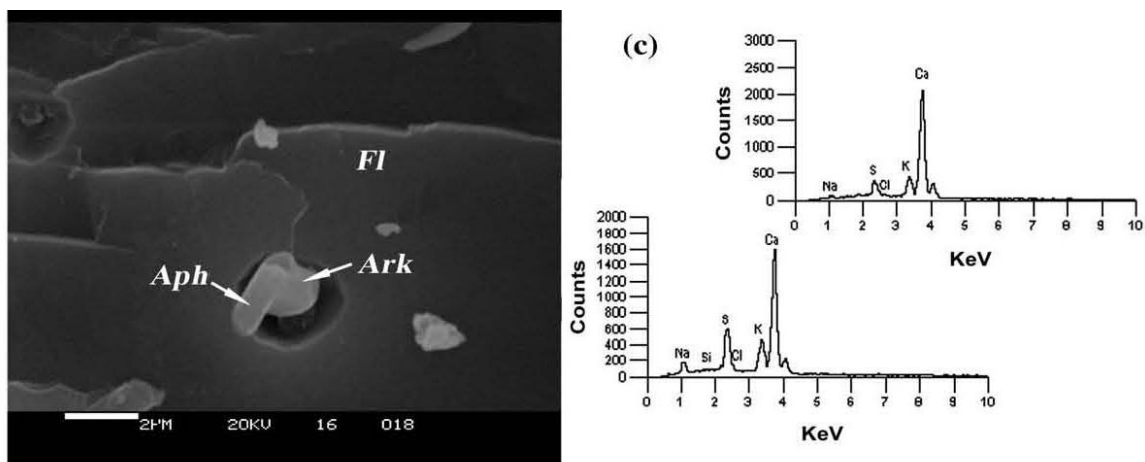 Fl
Aph
Ark
2µM 20KV 16 018
(c)
Counts
3000
2500
2000
1500
1000
500
0
Na
S
Cl
K
Ca
0 1 2 3 4 5 6 7 8 9 10
KeV
Counts
2000
1800
1600
1400
1200
1000
800
600
400
200
0
Na
Si
S
Cl
K
Ca
0 1 2 3 4 5 6 7 8 9 10
KeV